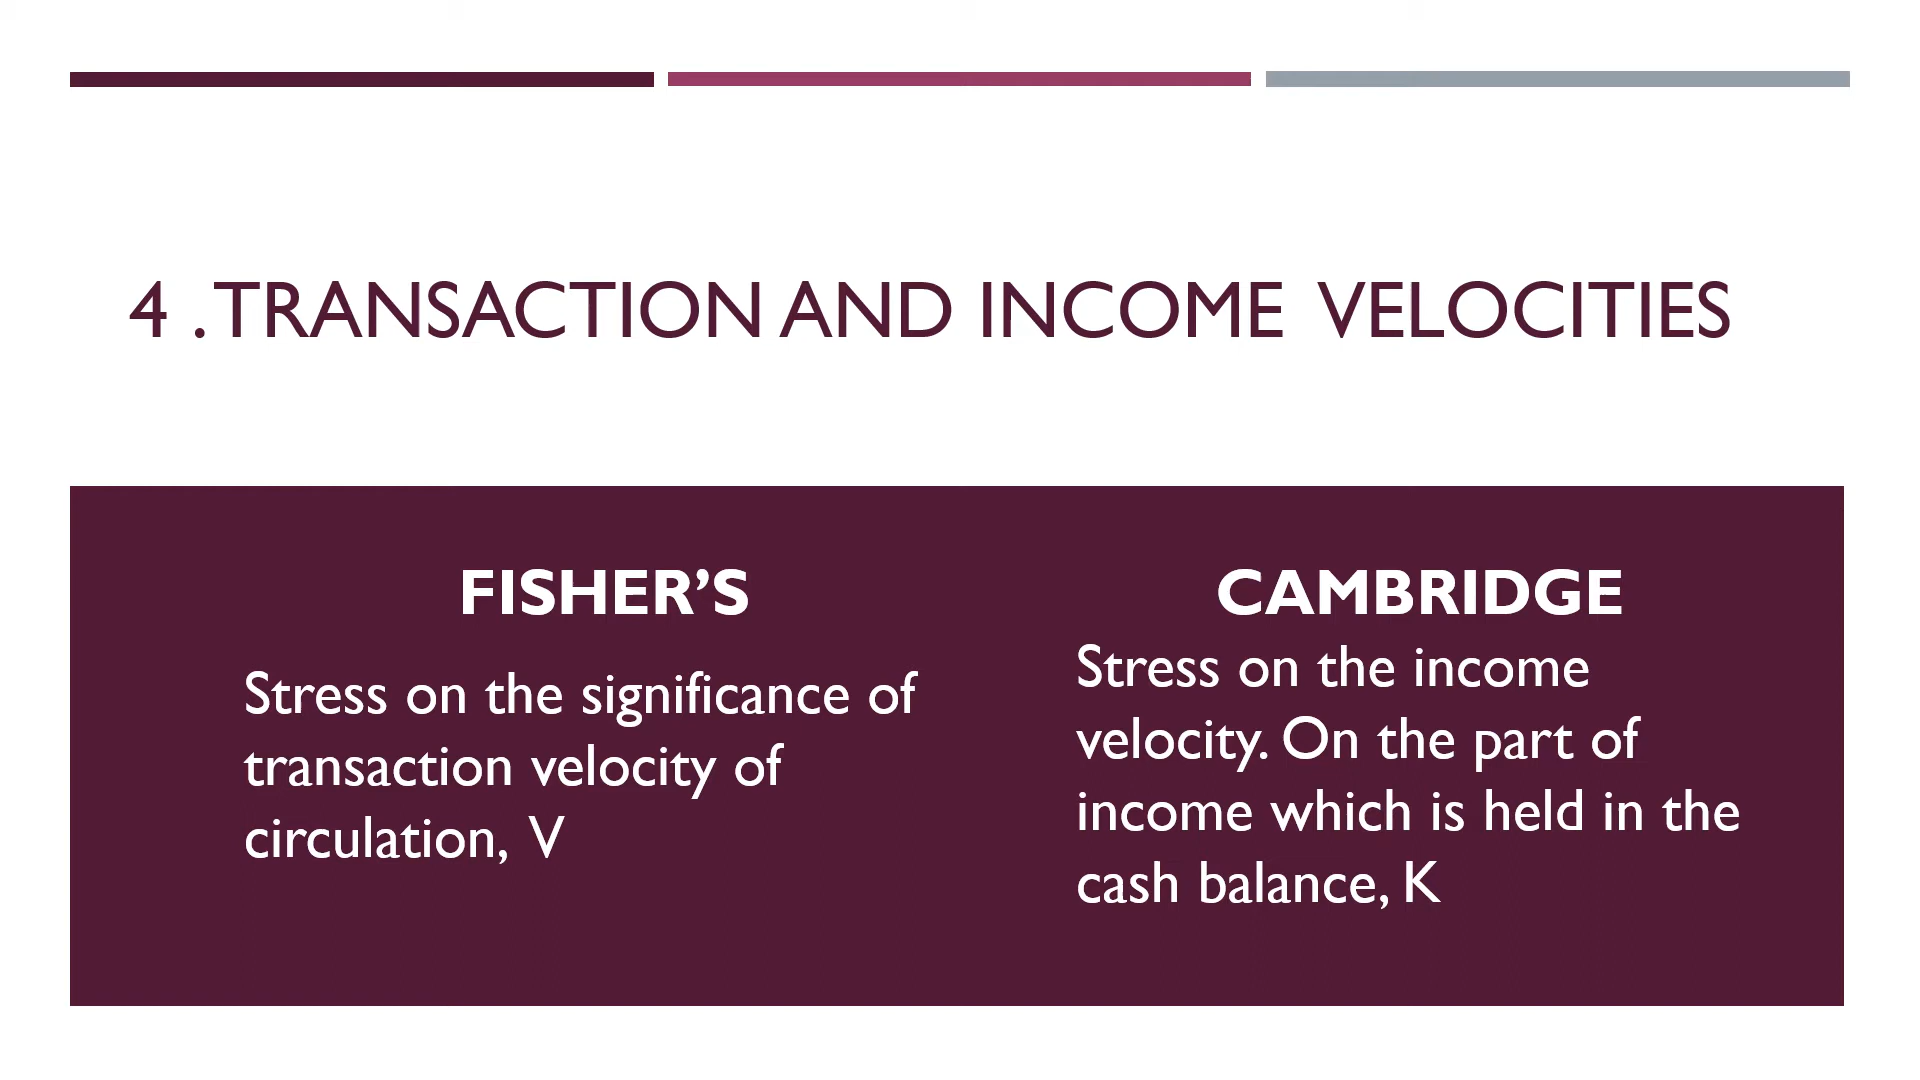 4 .TRANSACTION AND INCOME VELOCITIES
FISHER’S
Stress on the significance of
transaction velocity of
circulation, V
CAMBRIDGE
Stress on the income
velocity. On the part of
income which is held in the
cash balance, K